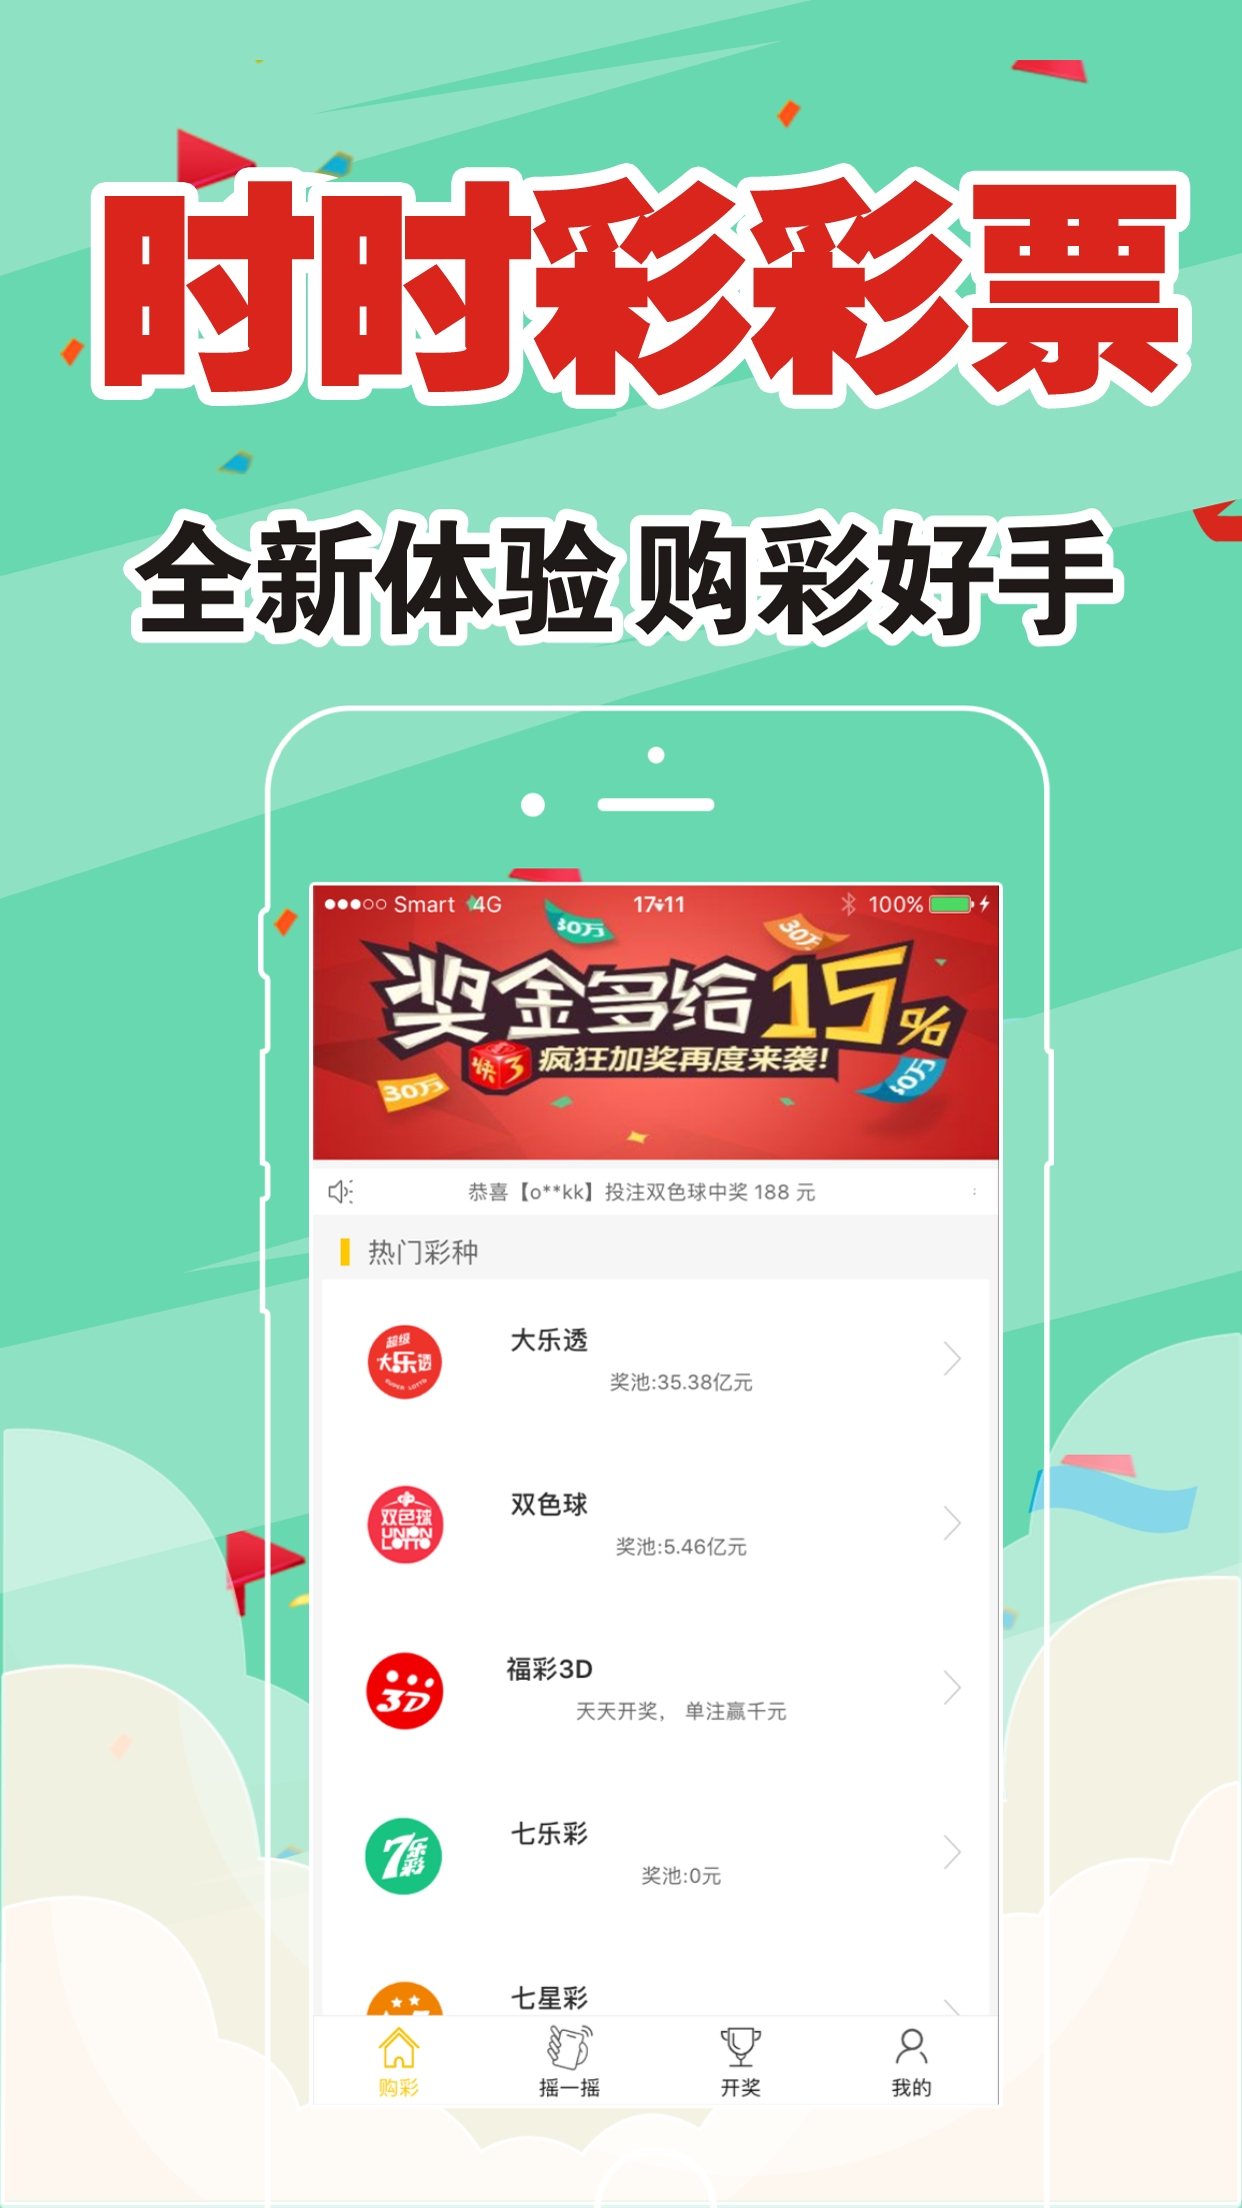 时时彩彩票
全新体验 购彩好手
Smart 4G 17:11 100%
30万
30万
奖金多给15%
快3 疯狂加奖再度来袭!
30万
30万
恭喜【o**kk】投注双色球中奖 188 元
热门彩种
超级
大乐透
SUPER LOTTO
大乐透
奖池:35.38亿元
双色球
UNION
LOTTO
双色球
奖池:5.46亿元
3D
福彩3D
天天开奖， 单注赢千元
7乐彩
七乐彩
奖池:0元
七星彩
购彩 摇一摇 开奖 我的